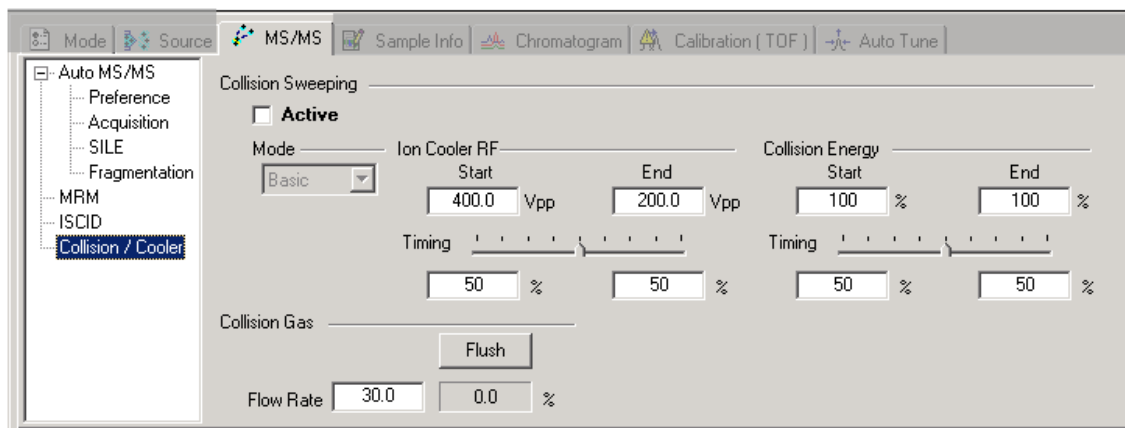 Mode Source MS/MS Sample Info Chromatogram Calibration ( TOF ) Auto Tune
Auto MS/MS
Preference
Acquisition
SILE
Fragmentation
MRM
ISCID
Collision / Cooler
Collision Sweeping
Active
Mode Ion Cooler RF Collision Energy
Basic Start End Start End
400.0 Vpp 200.0 Vpp 100 % 100 %
Timing Timing
50 % 50 % 50 % 50 %
Collision Gas
Flush
Flow Rate 30.0 0.0 %